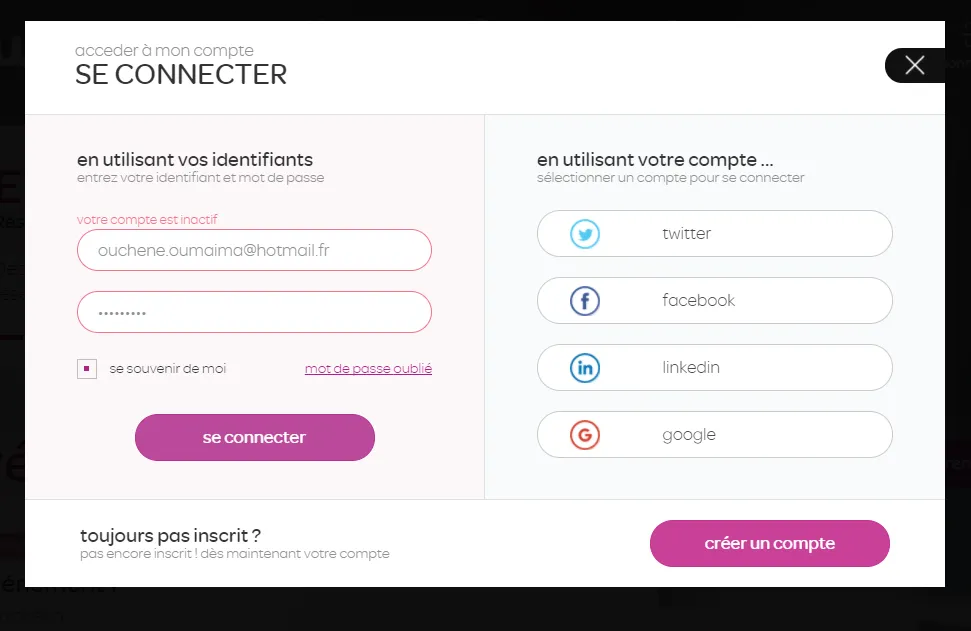 acceder à mon compte
SE CONNECTER
en utilisant vos identifiants
entrez votre identifiant et mot de passe
votre compte est inactif
ouchene.oumaima@hotmail.fr
•••••••••
se souvenir de moi
mot de passe oublié
se connecter
en utilisant votre compte ...
sélectionner un compte pour se connecter
twitter
facebook
linkedin
google
toujours pas inscrit ?
pas encore inscrit ! dès maintenant votre compte
créer un compte